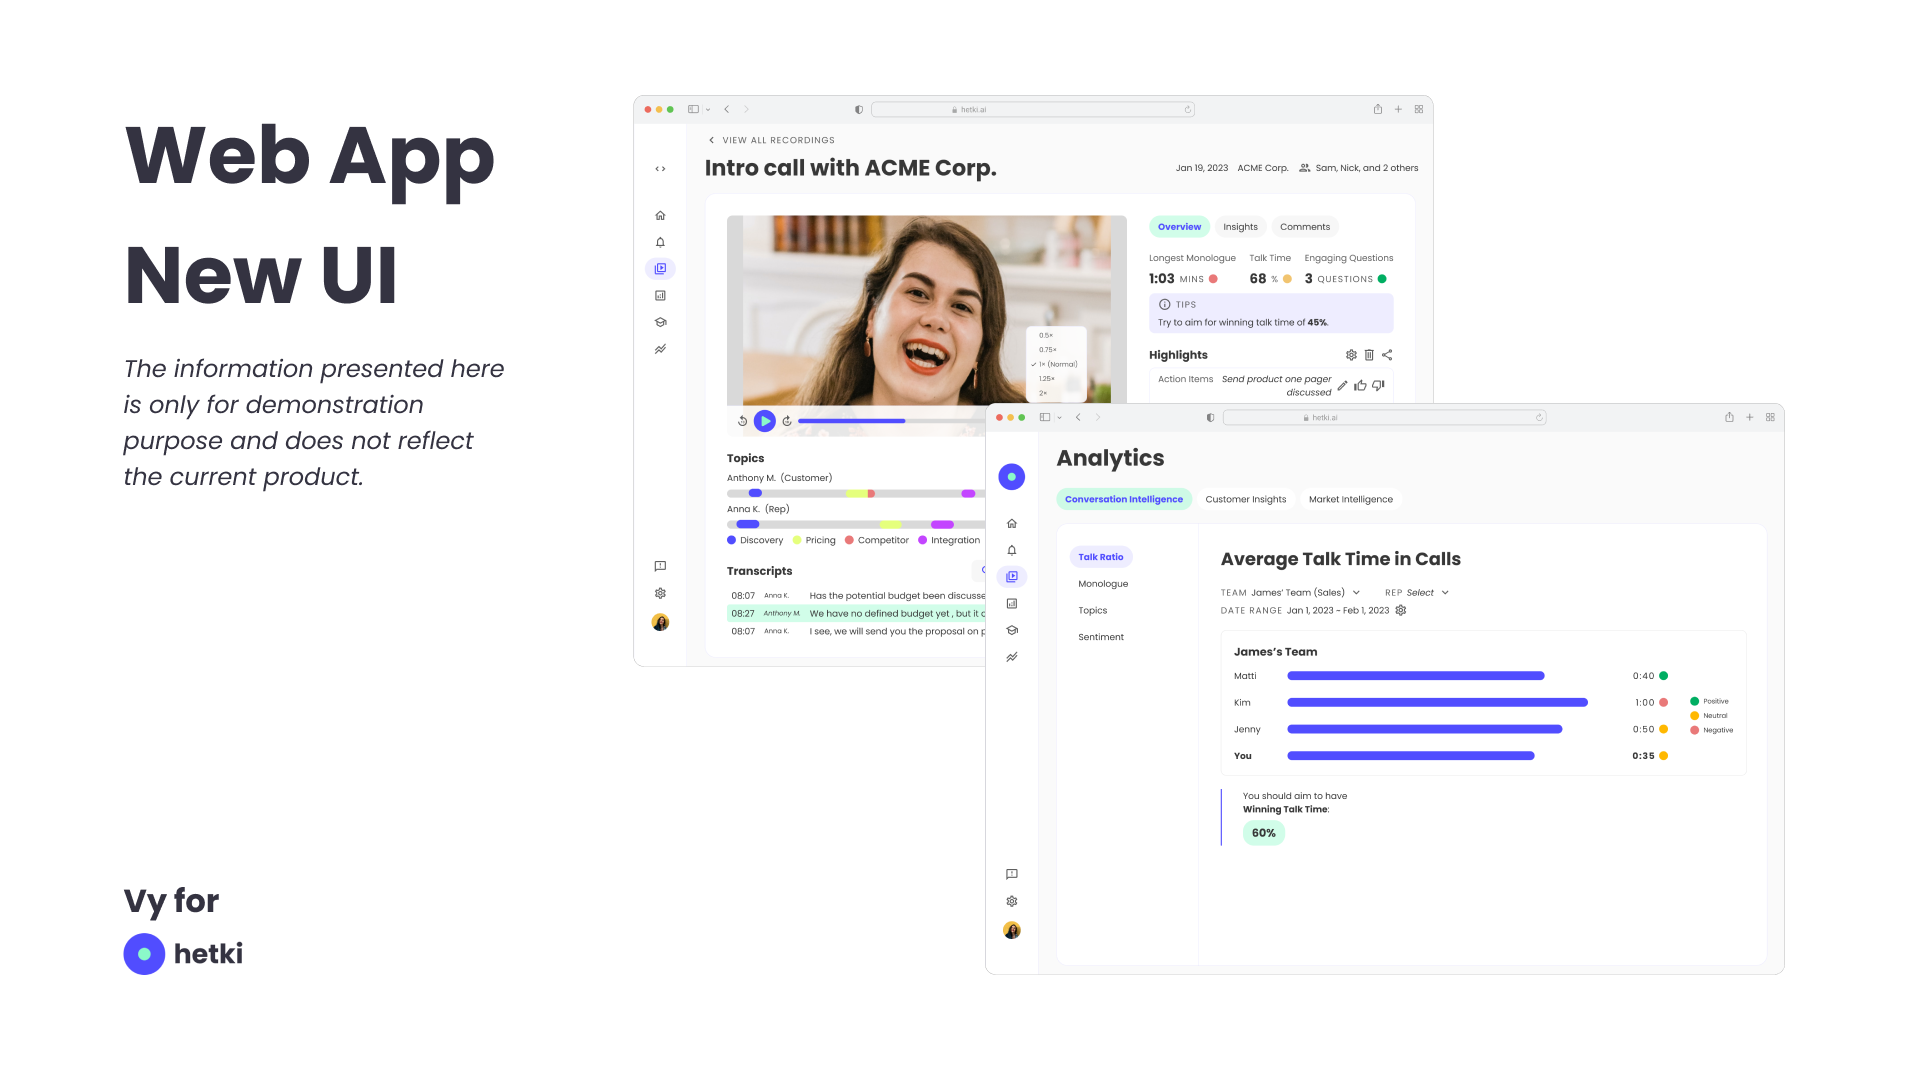 Web App
New UI
The information presented here
is only for demonstration
purpose and does not reflect
the current product.
Vy for
hetki
hetki.ai
VIEW ALL RECORDINGS
Intro call with ACME Corp.
Jan 19, 2023 ACME Corp. Sam, Nick, and 2 others
Overview Insights Comments
Longest Monologue Talk Time Engaging Questions
1:03 MINS 68 % 3 QUESTIONS
TIPS
Try to aim for winning talk time of 45%.
Highlights
Action Items Send product one pager
discussed
0.5×
0.75×
1× (Normal)
1.25×
2×
Topics
Anthony M. (Customer)
Anna K. (Rep)
Discovery Pricing Competitor Integration
Transcripts
08:07 Anna K. Has the potential budget been discusse
08:27 Anthony M. We have no defined budget yet , but it
08:07 Anna K. I see, we will send you the proposal on
hetki.ai
Analytics
Conversation Intelligence Customer Insights Market Intelligence
Talk Ratio
Monologue
Topics
Sentiment
Average Talk Time in Calls
TEAM James' Team (Sales) REP Select
DATE RANGE Jan 1, 2023 - Feb 1, 2023
James's Team
Matti 0:40
Kim 1:00
Jenny 0:50
You 0:35
Positive
Neutral
Negative
You should aim to have
Winning Talk Time:
60%